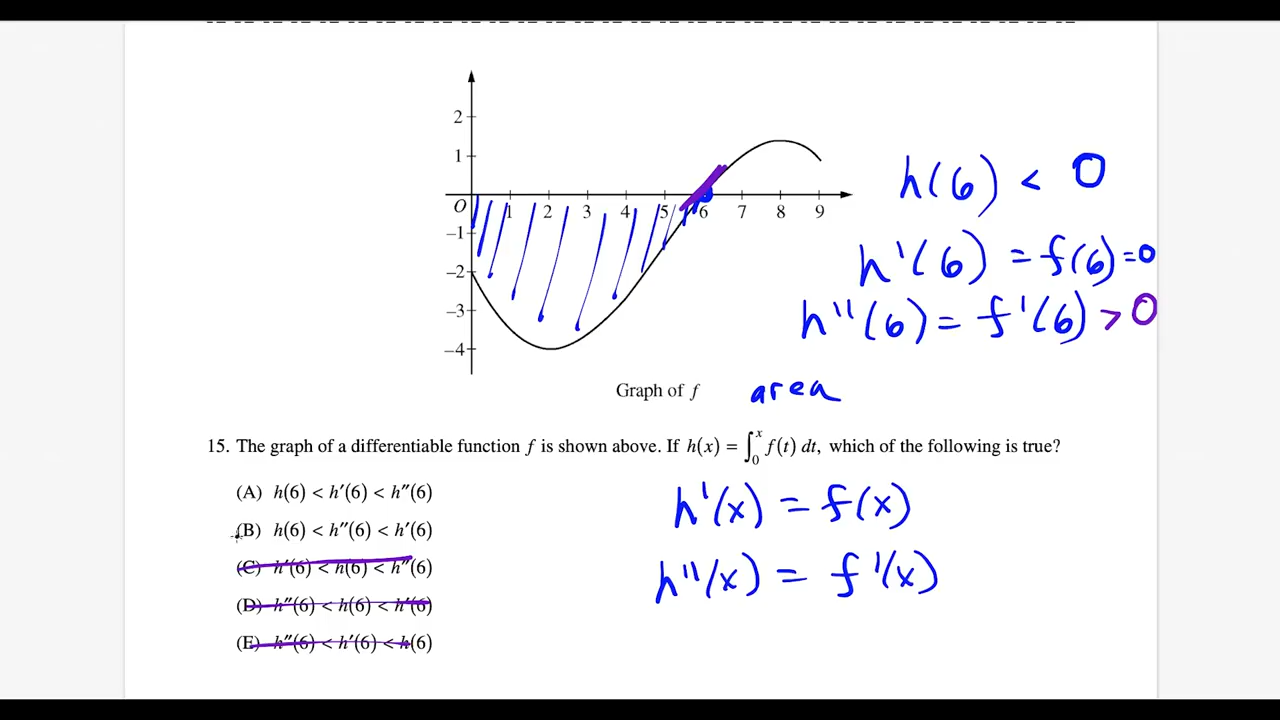 2
1
O 1 2 3 4 5 6 7 8 9
−1
−2
−3
−4
h(6) < 0
h'(6) = f(6) = 0
h''(6) = f'(6) > 0
Graph of f
area
15. The graph of a differentiable function f is shown above. If h(x) = ∫₀ˣ f(t) dt, which of the following is true?
(A) h(6) < h′(6) < h″(6)
(B) h(6) < h″(6) < h′(6)
(C) h′(6) < h(6) < h″(6)
(D) h″(6) < h(6) < h′(6)
(E) h″(6) < h′(6) < h(6)
h'(x) = f(x)
h''(x) = f'(x)